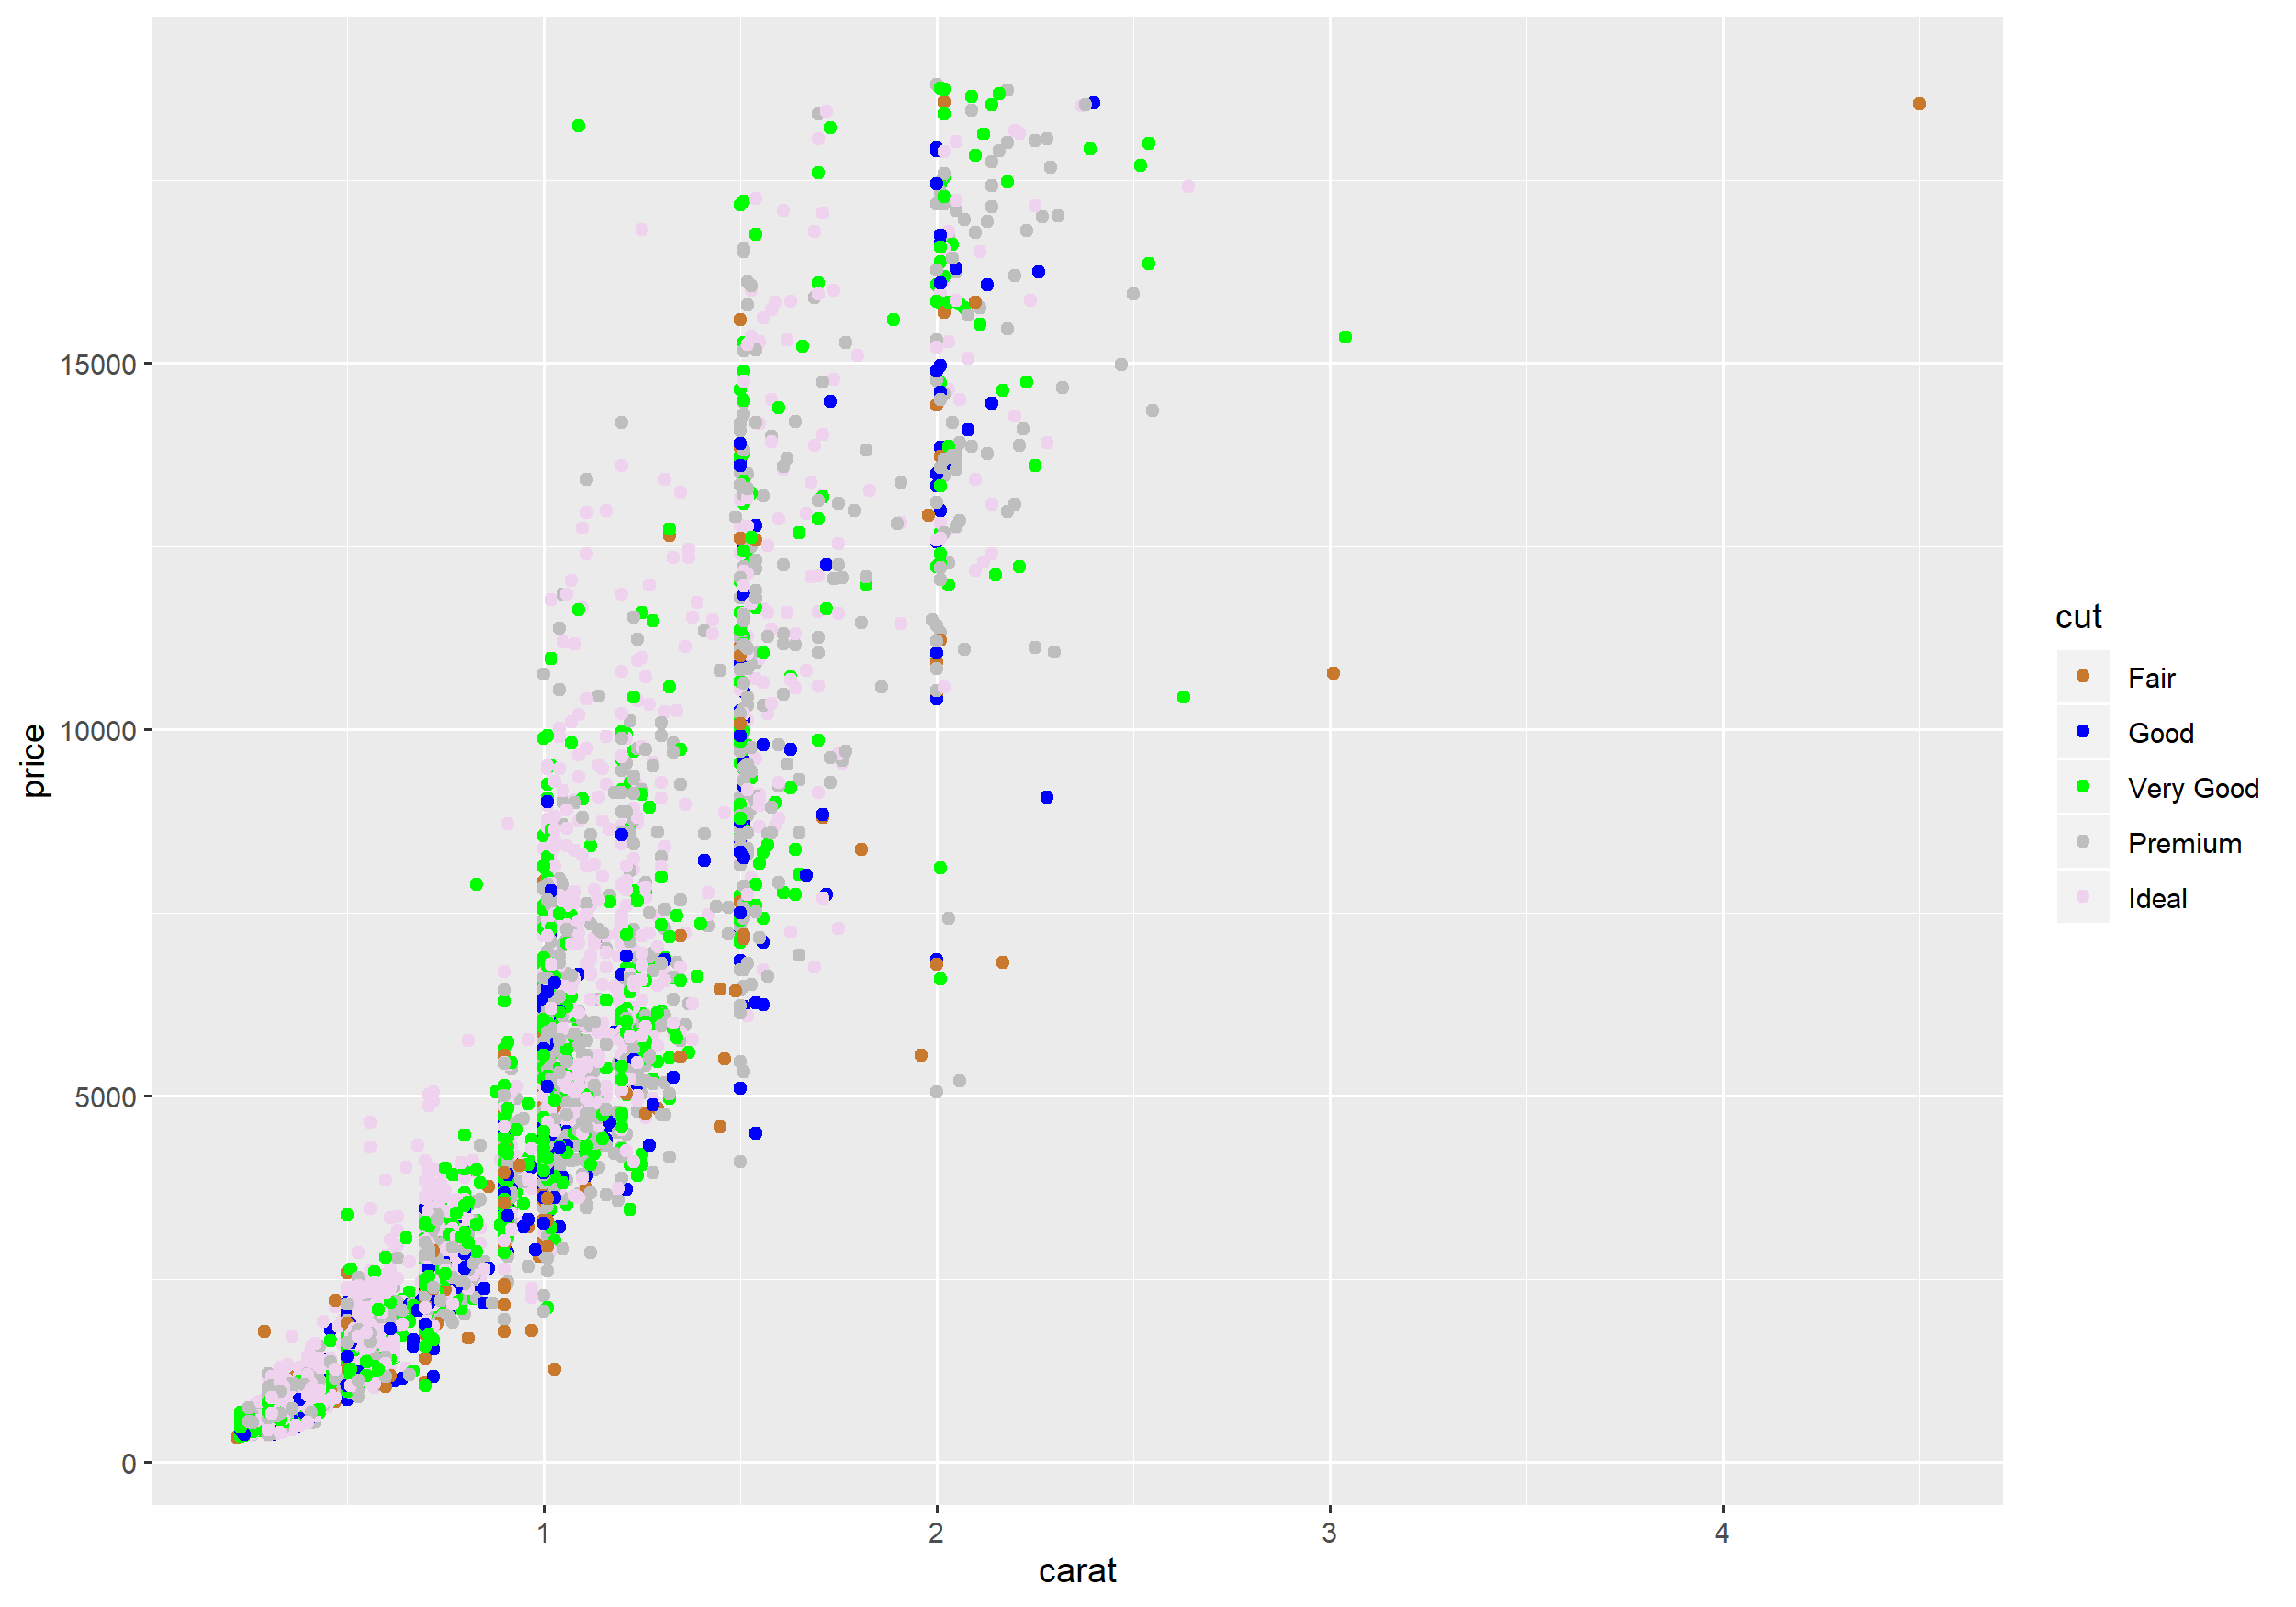 price
15000
10000
5000
0
1 2 3 4
carat
cut
Fair
Good
Very Good
Premium
Ideal